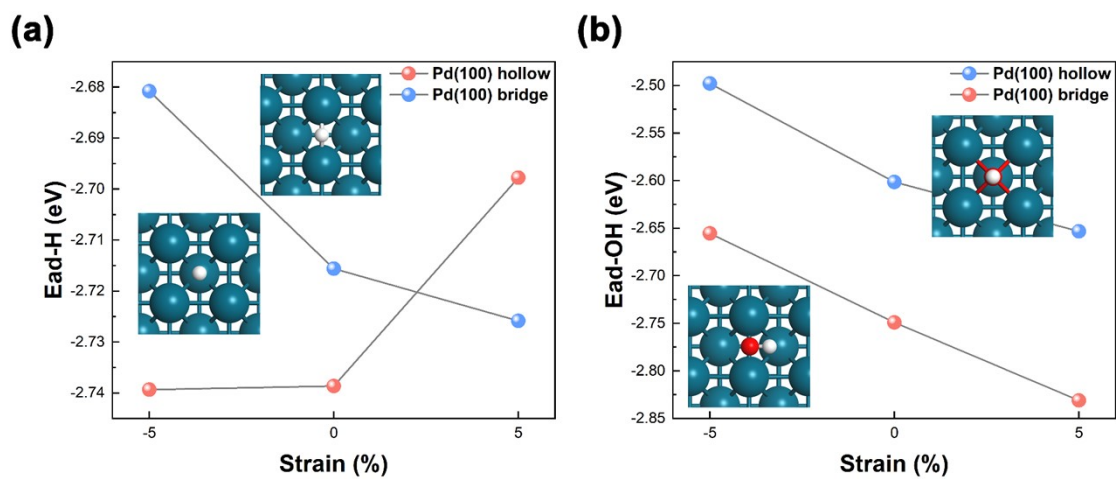 (a)
Pd(100) hollow
Pd(100) bridge
-2.68
-2.69
-2.70
-2.71
-2.72
-2.73
-2.74
Ead-H (eV)
-5
0
5
Strain (%)
(b)
Pd(100) hollow
Pd(100) bridge
-2.50
-2.55
-2.60
-2.65
-2.70
-2.75
-2.80
-2.85
Ead-OH (eV)
-5
0
5
Strain (%)